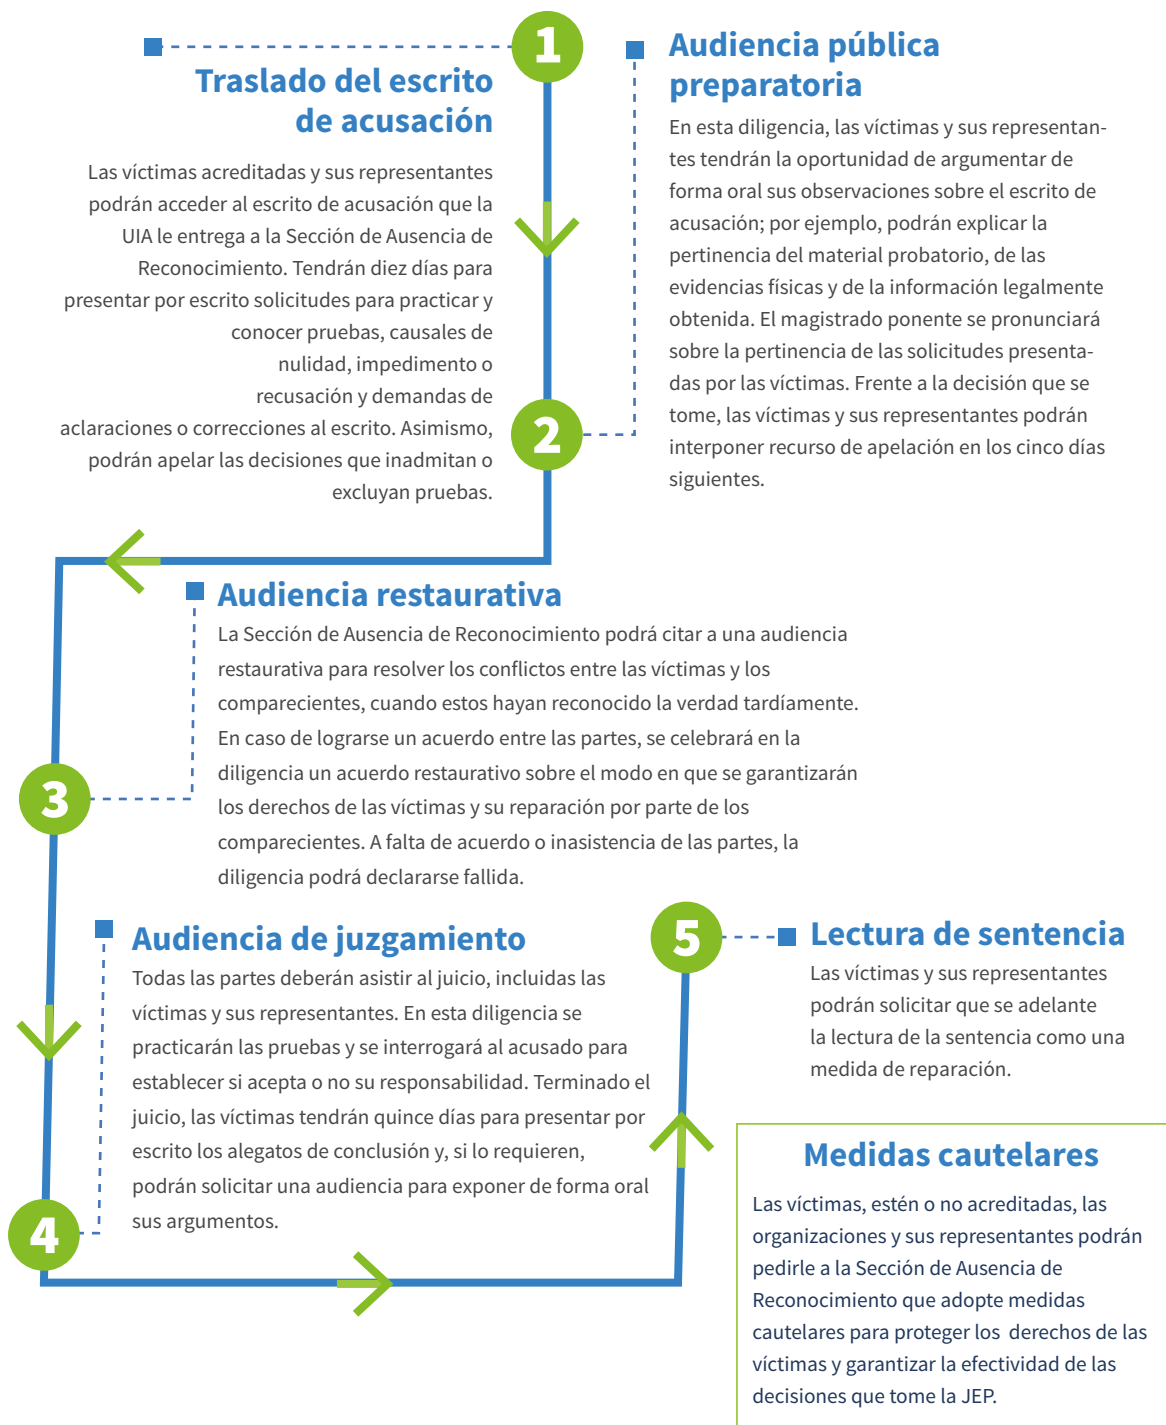 1
Traslado del escrito
de acusación
Las víctimas acreditadas y sus representantes
podrán acceder al escrito de acusación que la
UIA le entrega a la Sección de Ausencia de
Reconocimiento. Tendrán diez días para
presentar por escrito solicitudes para practicar y
conocer pruebas, causales de
nulidad, impedimento o
recusación y demandas de
aclaraciones o correcciones al escrito. Asimismo,
podrán apelar las decisiones que inadmitan o
excluyan pruebas.
2
Audiencia pública
preparatoria
En esta diligencia, las víctimas y sus representan-
tes tendrán la oportunidad de argumentar de
forma oral sus observaciones sobre el escrito de
acusación; por ejemplo, podrán explicar la
pertinencia del material probatorio, de las
evidencias físicas y de la información legalmente
obtenida. El magistrado ponente se pronunciará
sobre la pertinencia de las solicitudes presenta-
das por las víctimas. Frente a la decisión que se
tome, las víctimas y sus representantes podrán
interponer recurso de apelación en los cinco días
siguientes.
3
Audiencia restaurativa
La Sección de Ausencia de Reconocimiento podrá citar a una audiencia
restaurativa para resolver los conflictos entre las víctimas y los
comparecientes, cuando estos hayan reconocido la verdad tardíamente.
En caso de lograrse un acuerdo entre las partes, se celebrará en la
diligencia un acuerdo restaurativo sobre el modo en que se garantizarán
los derechos de las víctimas y su reparación por parte de los
comparecientes. A falta de acuerdo o inasistencia de las partes, la
diligencia podrá declararse fallida.
4
Audiencia de juzgamiento
Todas las partes deberán asistir al juicio, incluidas las
víctimas y sus representantes. En esta diligencia se
practicarán las pruebas y se interrogará al acusado para
establecer si acepta o no su responsabilidad. Terminado el
juicio, las víctimas tendrán quince días para presentar por
escrito los alegatos de conclusión y, si lo requieren,
podrán solicitar una audiencia para exponer de forma oral
sus argumentos.
5
Lectura de sentencia
Las víctimas y sus representantes
podrán solicitar que se adelante
la lectura de la sentencia como una
medida de reparación.
Medidas cautelares
Las víctimas, estén o no acreditadas, las
organizaciones y sus representantes podrán
pedirle a la Sección de Ausencia de
Reconocimiento que adopte medidas
cautelares para proteger los derechos de las
víctimas y garantizar la efectividad de las
decisiones que tome la JEP.